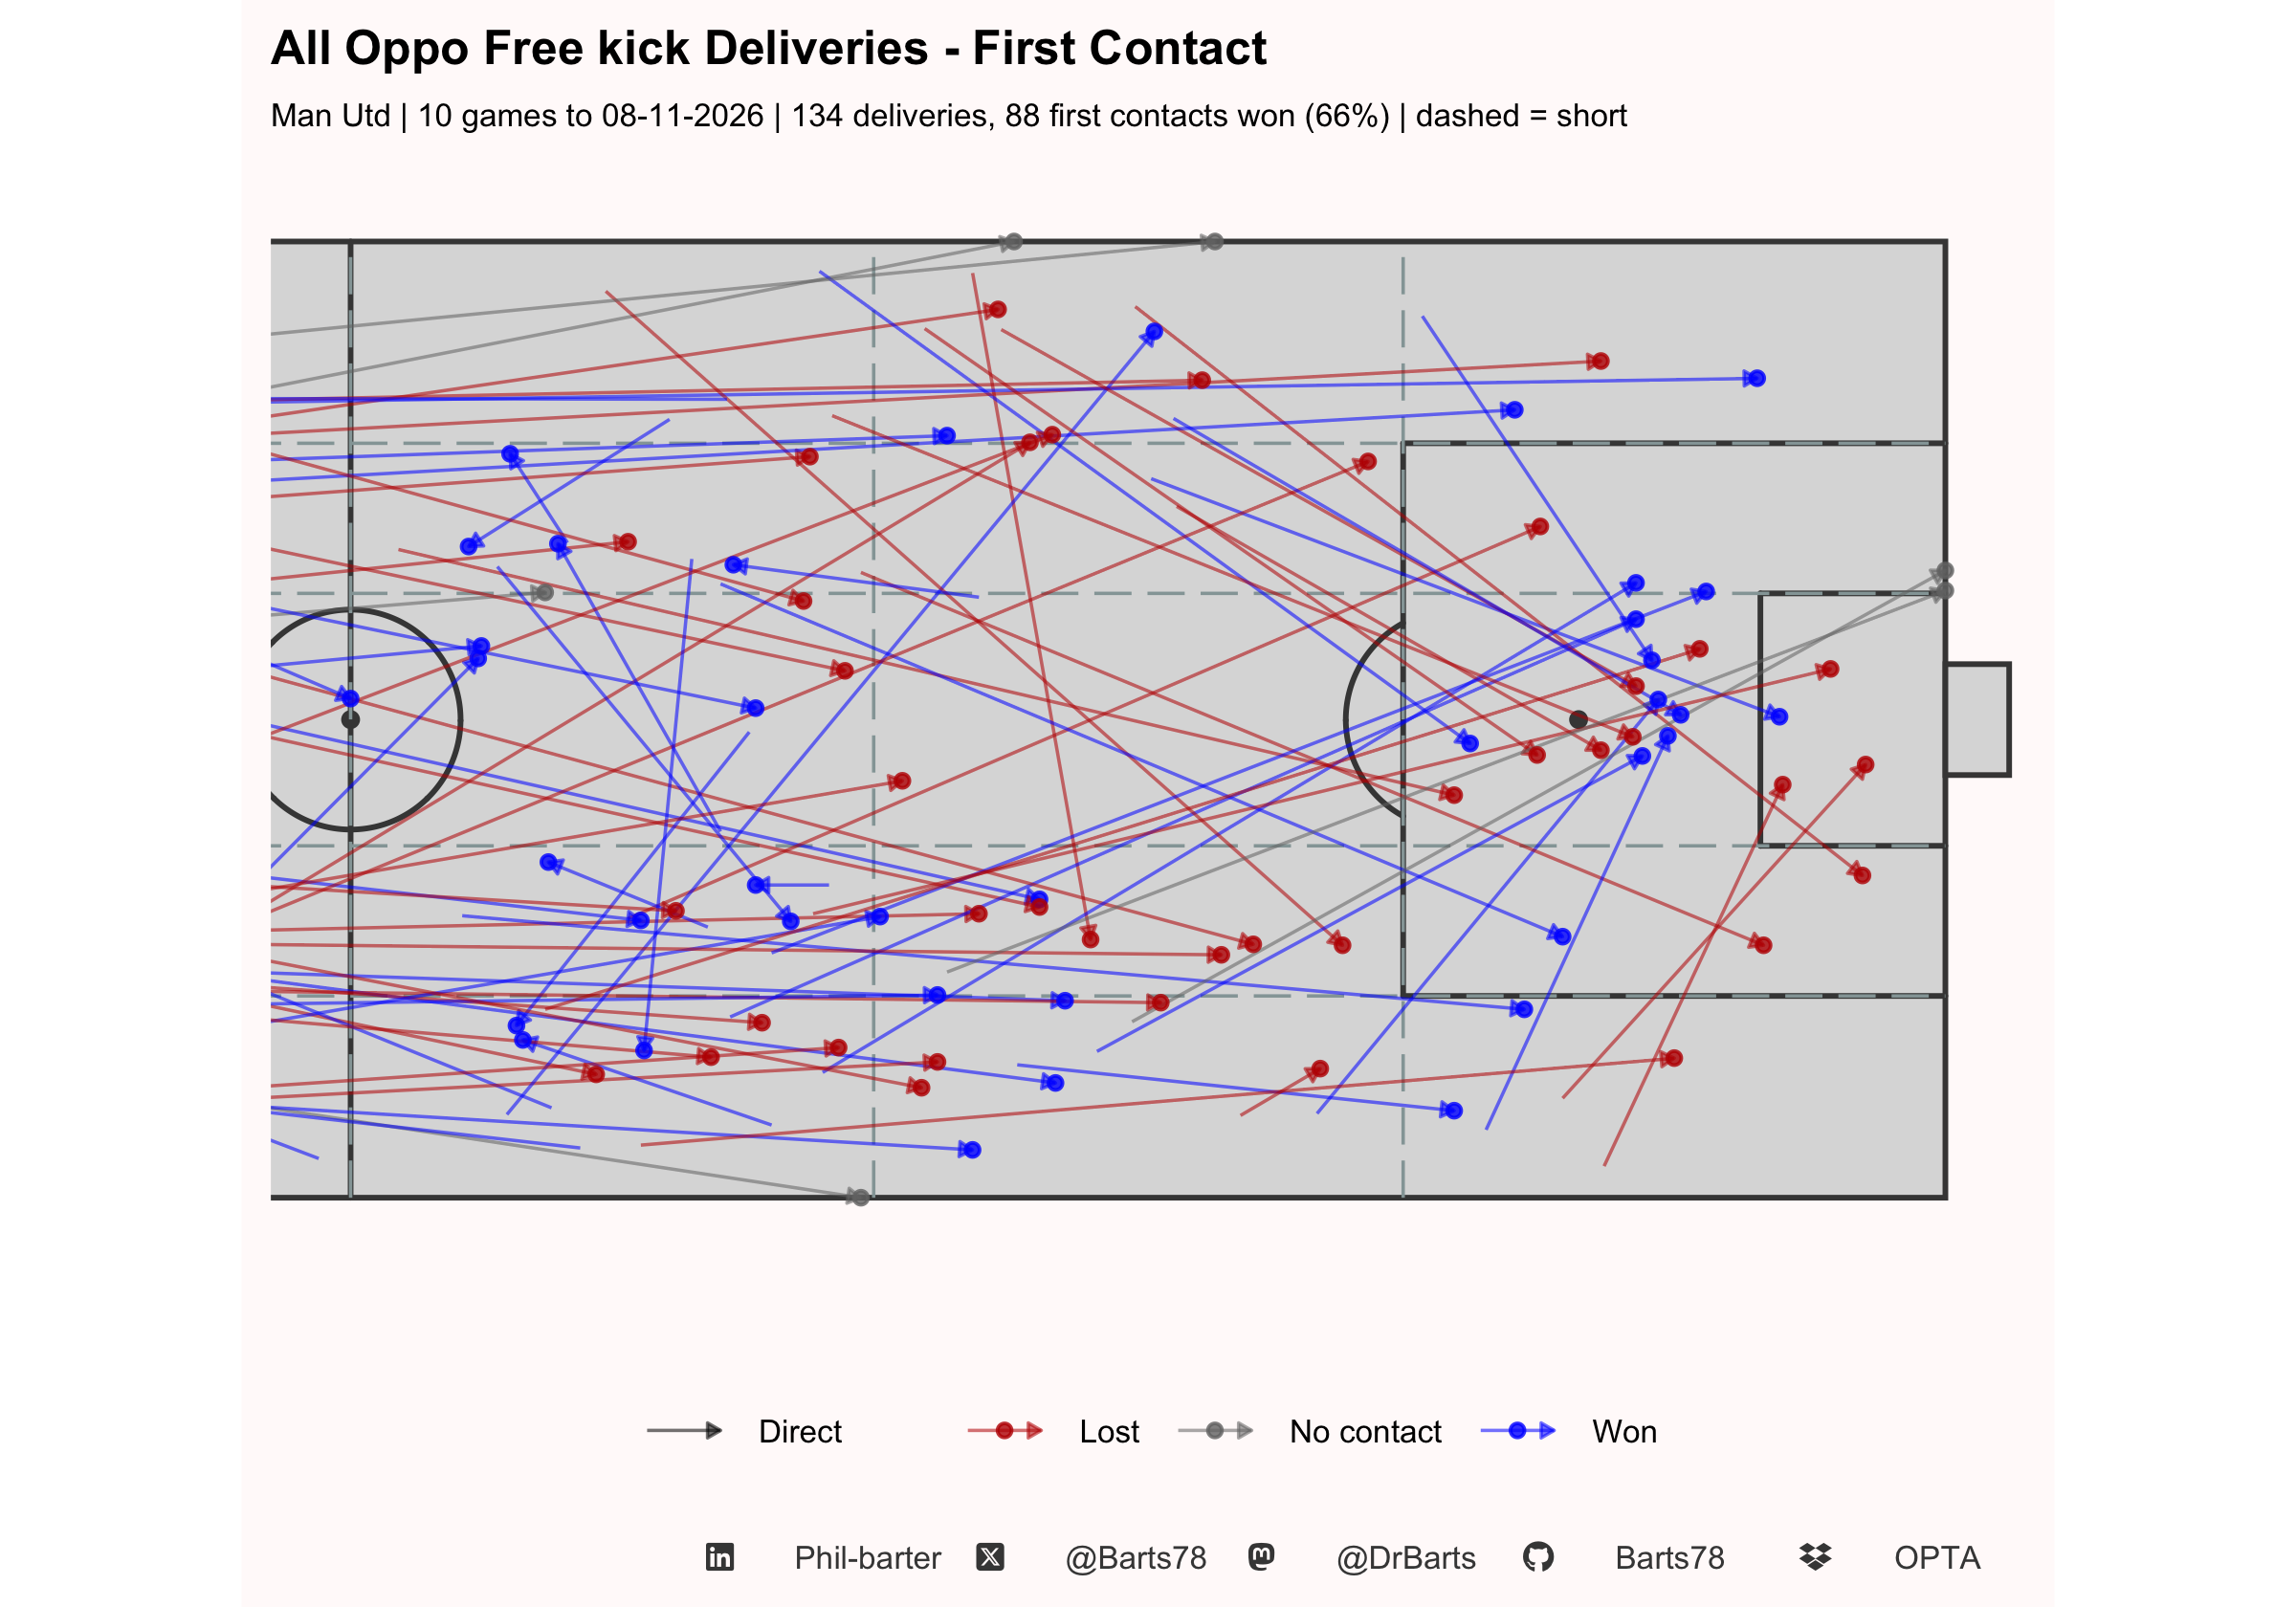 All Oppo Free kick Deliveries - First Contact
Man Utd | 10 games to 08-11-2026 | 134 deliveries, 88 first contacts won (66%) | dashed = short
Direct Lost No contact Won
in Phil-barter X @Barts78 m @DrBarts Barts78 OPTA